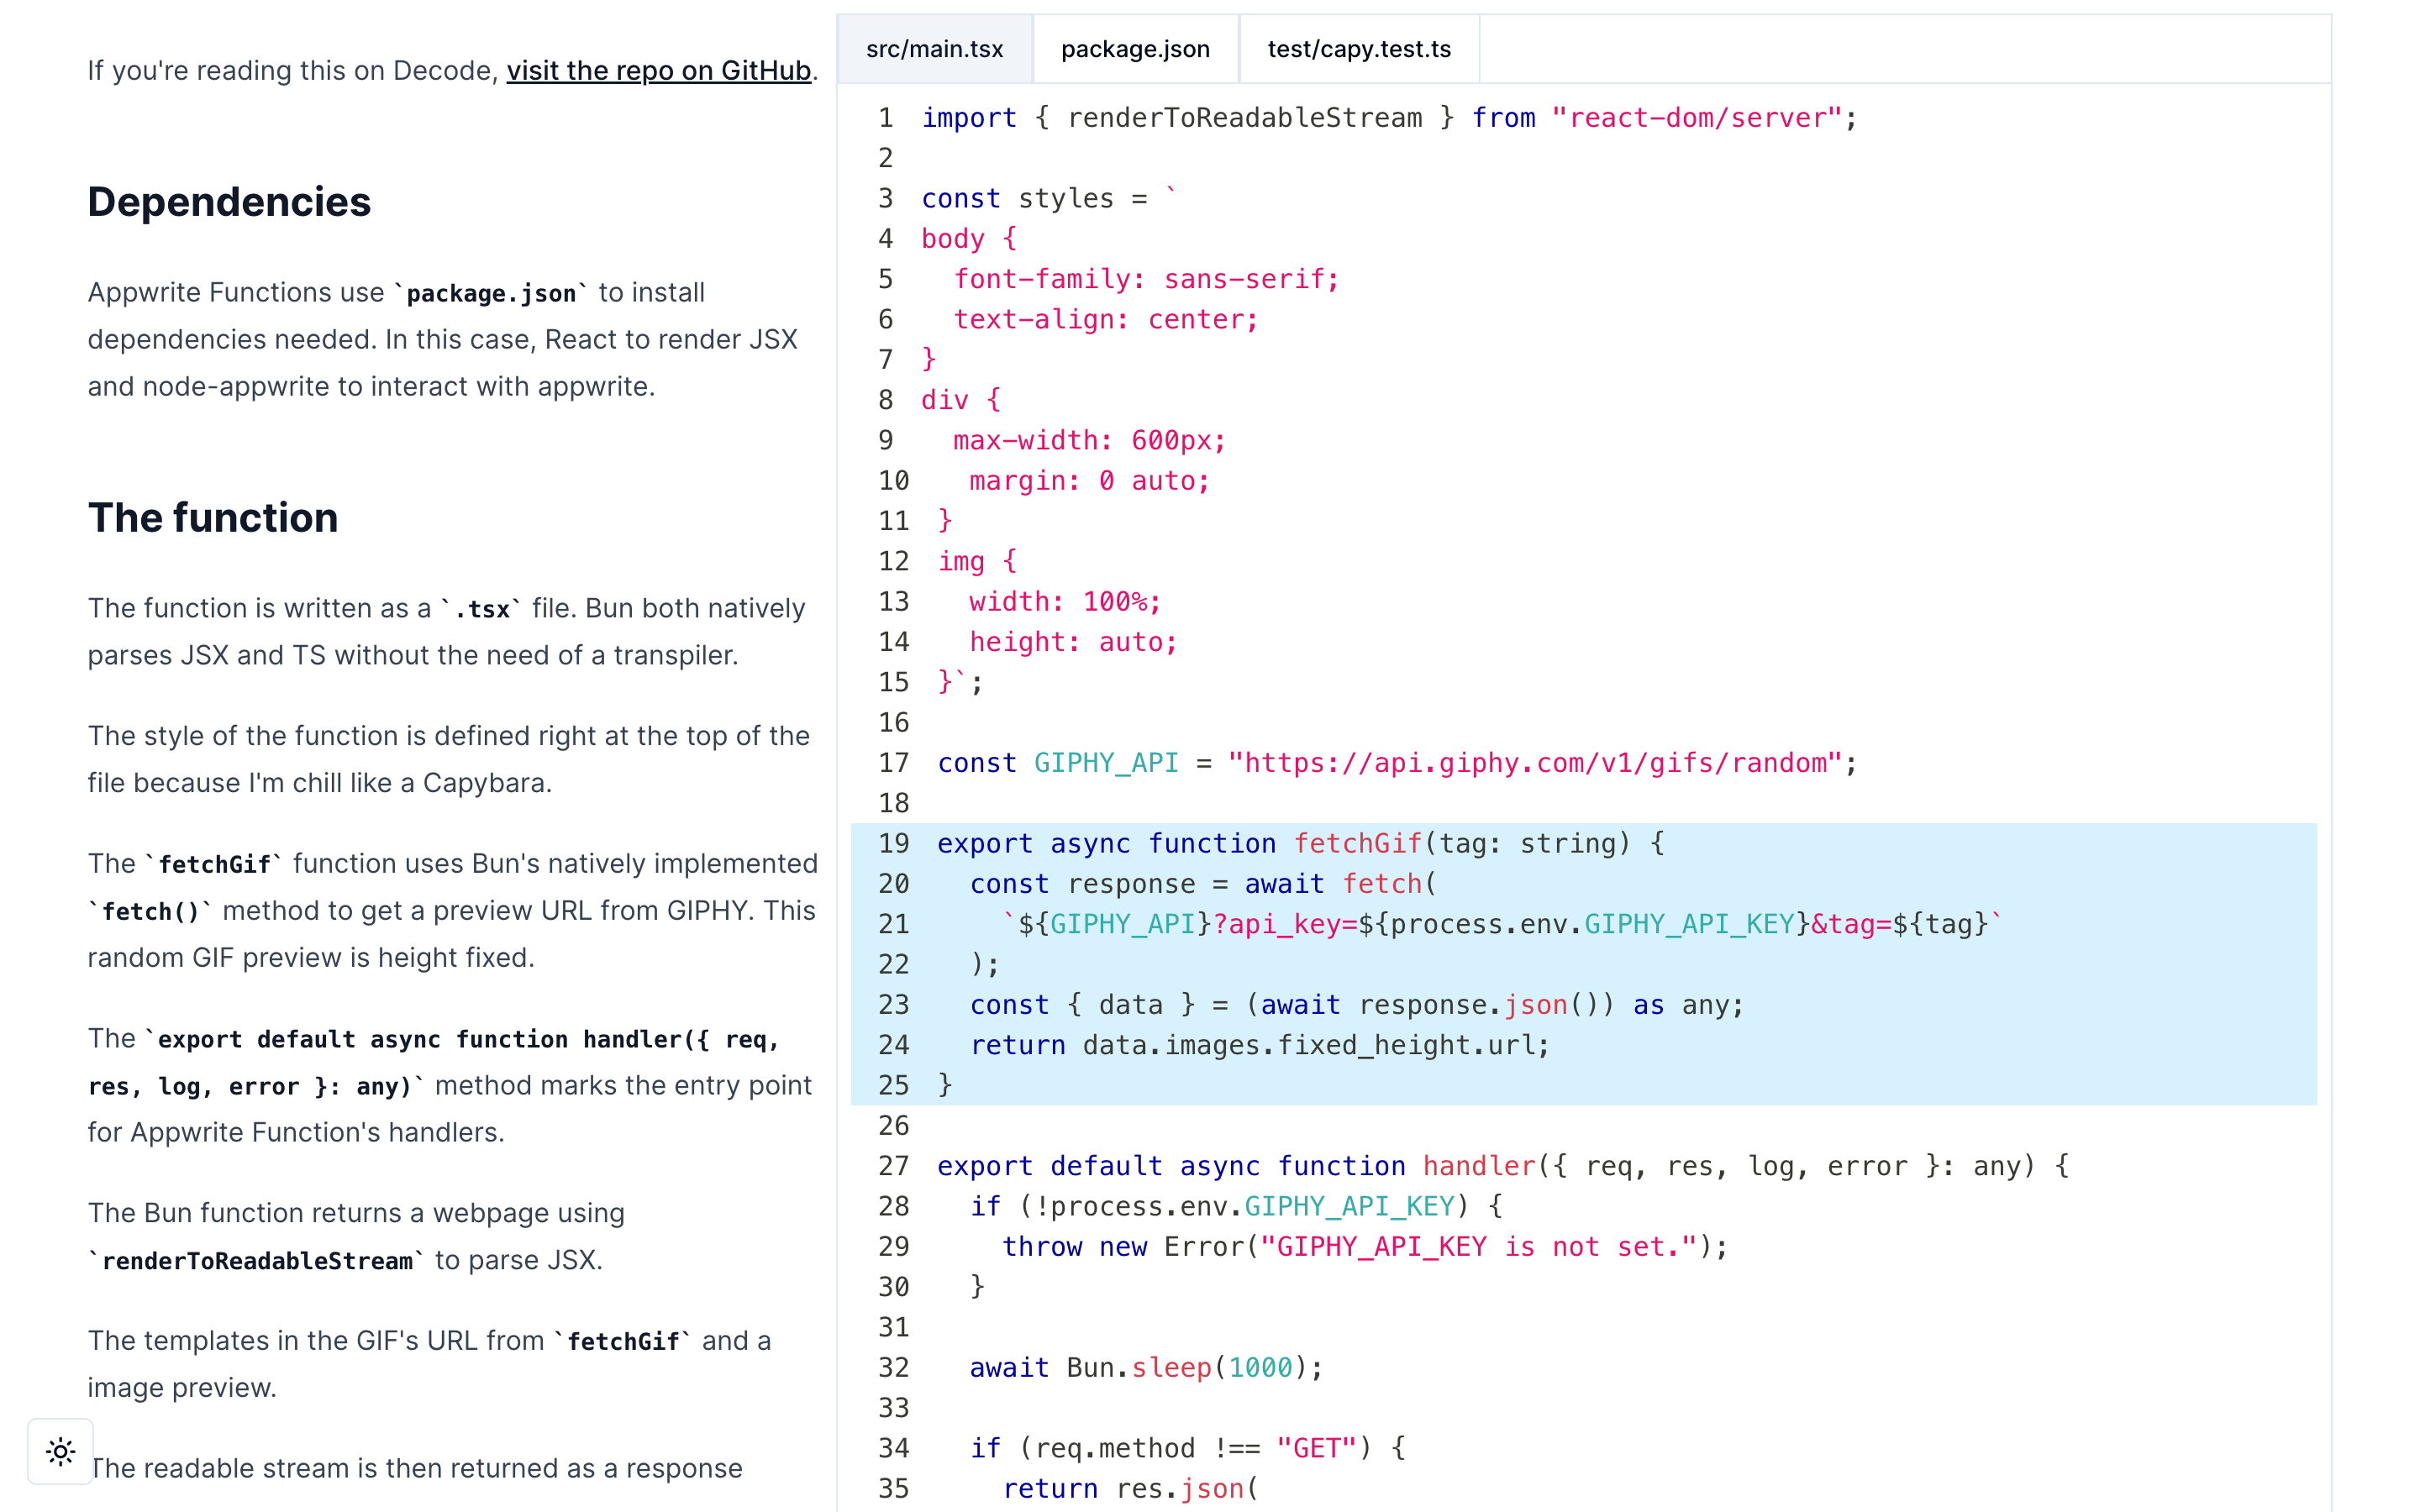 If you're reading this on Decode, visit the repo on GitHub.
Dependencies
Appwrite Functions use `package.json` to install
dependencies needed. In this case, React to render JSX
and node-appwrite to interact with appwrite.
The function
The function is written as a `.tsx` file. Bun both natively
parses JSX and TS without the need of a transpiler.
The style of the function is defined right at the top of the
file because I'm chill like a Capybara.
The `fetchGif` function uses Bun's natively implemented
`fetch()` method to get a preview URL from GIPHY. This
random GIF preview is height fixed.
The `export default async function handler({ req,
res, log, error }: any)` method marks the entry point
for Appwrite Function's handlers.
The Bun function returns a webpage using
`renderToReadableStream` to parse JSX.
The templates in the GIF's URL from `fetchGif` and a
image preview.
The readable stream is then returned as a response
src/main.tsx package.json test/capy.test.ts
1 import { renderToReadableStream } from "react-dom/server";
2
3 const styles = `
4 body {
5   font-family: sans-serif;
6   text-align: center;
7 }
8 div {
9   max-width: 600px;
10   margin: 0 auto;
11 }
12 img {
13   width: 100%;
14   height: auto;
15 }`;
16
17 const GIPHY_API = "https://api.giphy.com/v1/gifs/random";
18
19 export async function fetchGif(tag: string) {
20   const response = await fetch(
21     `${GIPHY_API}?api_key=${process.env.GIPHY_API_KEY}&tag=${tag}`
22   );
23   const { data } = (await response.json()) as any;
24   return data.images.fixed_height.url;
25 }
26
27 export default async function handler({ req, res, log, error }: any) {
28   if (!process.env.GIPHY_API_KEY) {
29     throw new Error("GIPHY_API_KEY is not set.");
30   }
31
32   await Bun.sleep(1000);
33
34   if (req.method !== "GET") {
35     return res.json(